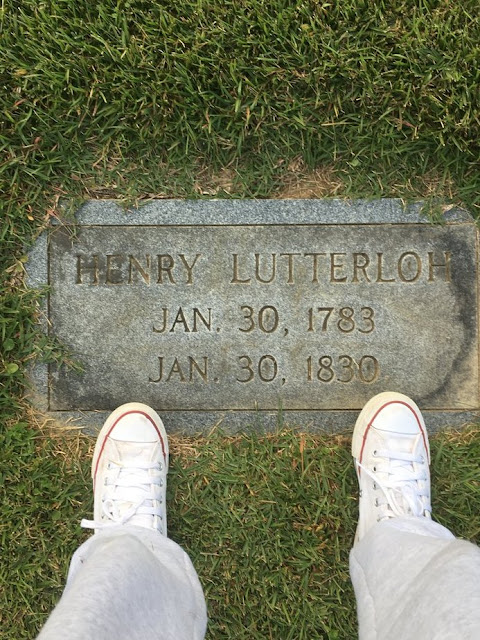 HENRY LUTTERLOH
JAN. 30, 1783
JAN. 30, 1830